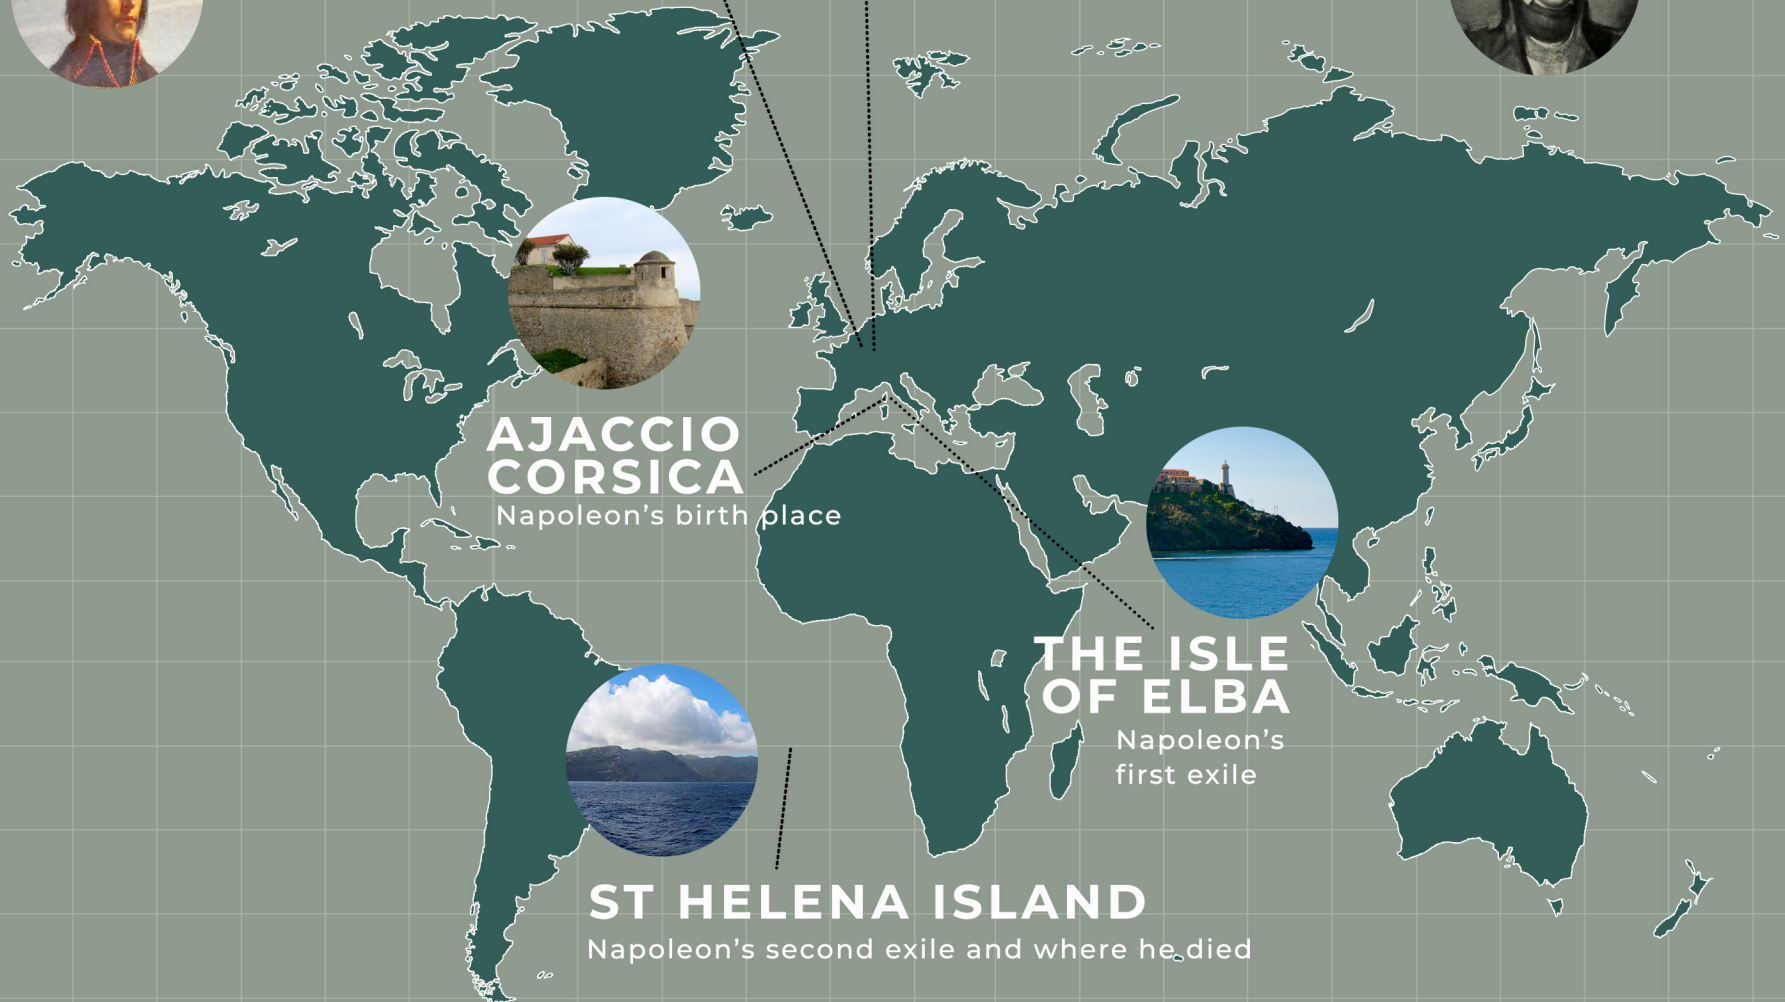 AJACCIO
CORSICA
Napoleon's birth place
THE ISLE
OF ELBA
Napoleon's
first exile
ST HELENA ISLAND
Napoleon's second exile and where he died